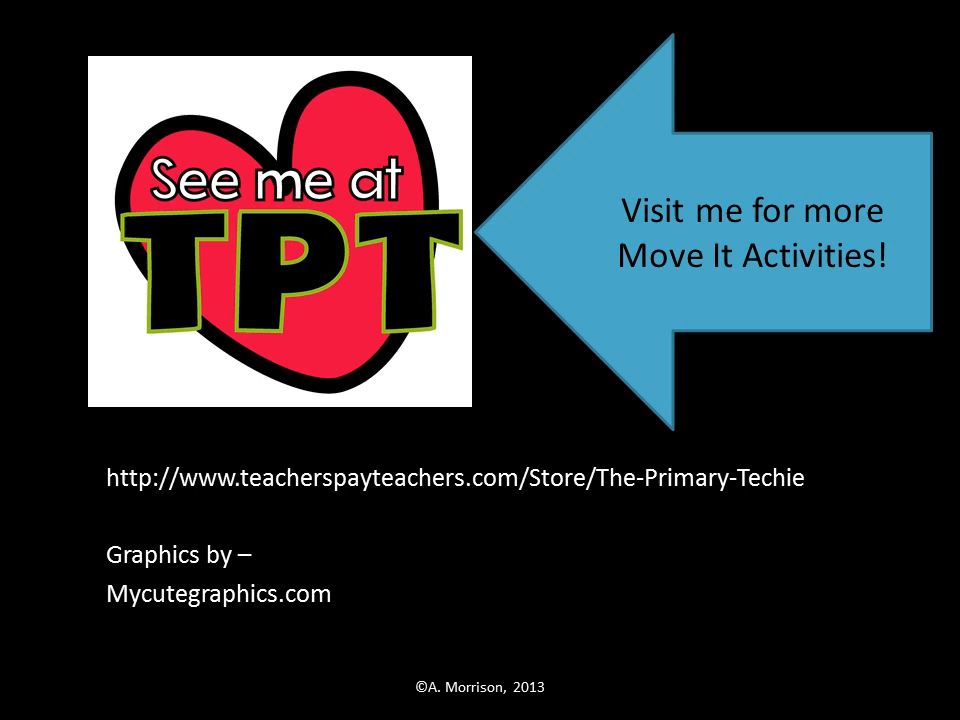 See me at
TPT
Visit me for more
Move It Activities!
http://www.teacherspayteachers.com/Store/The-Primary-Techie
Graphics by –
Mycutegraphics.com
©A. Morrison, 2013